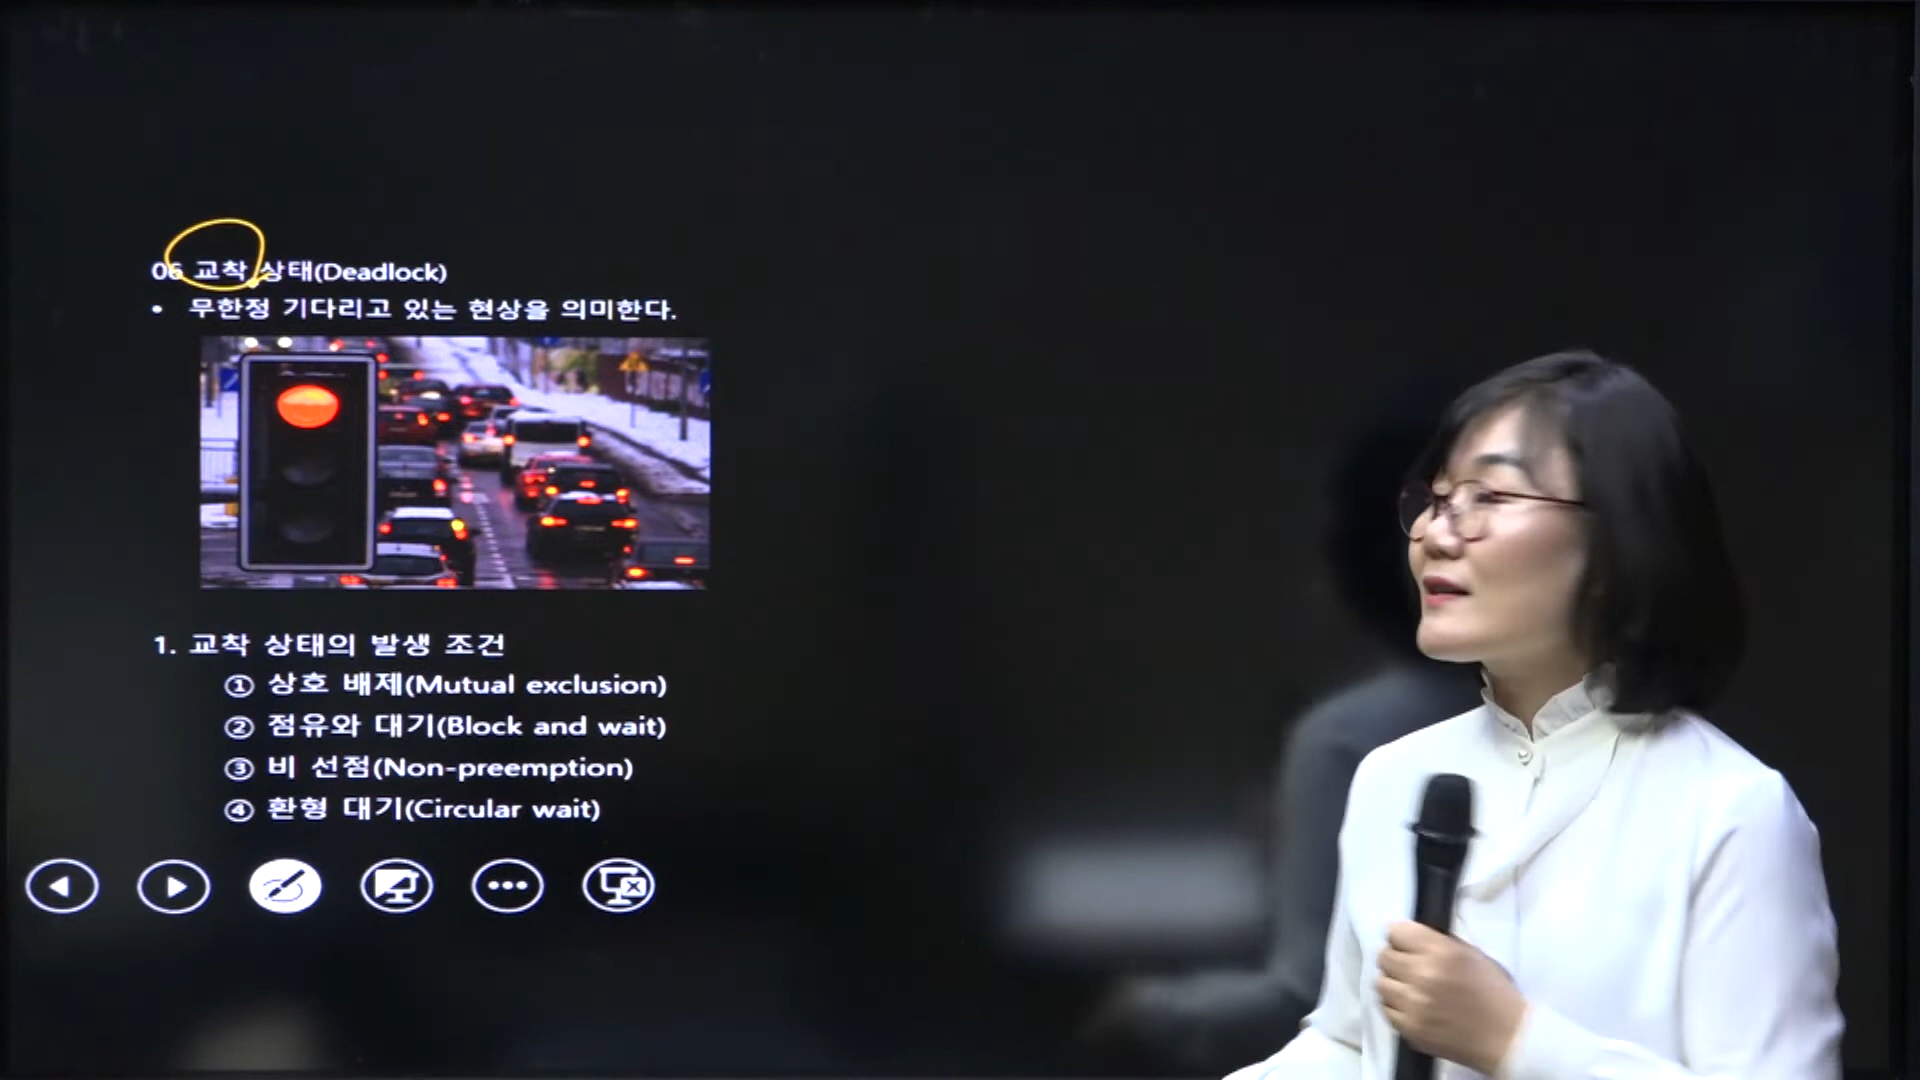 06 교착 상태(Deadlock)
• 무한정 기다리고 있는 현상을 의미한다.
1. 교착 상태의 발생 조건
① 상호 배제(Mutual exclusion)
② 점유와 대기(Block and wait)
③ 비 선점(Non-preemption)
④ 환형 대기(Circular wait)